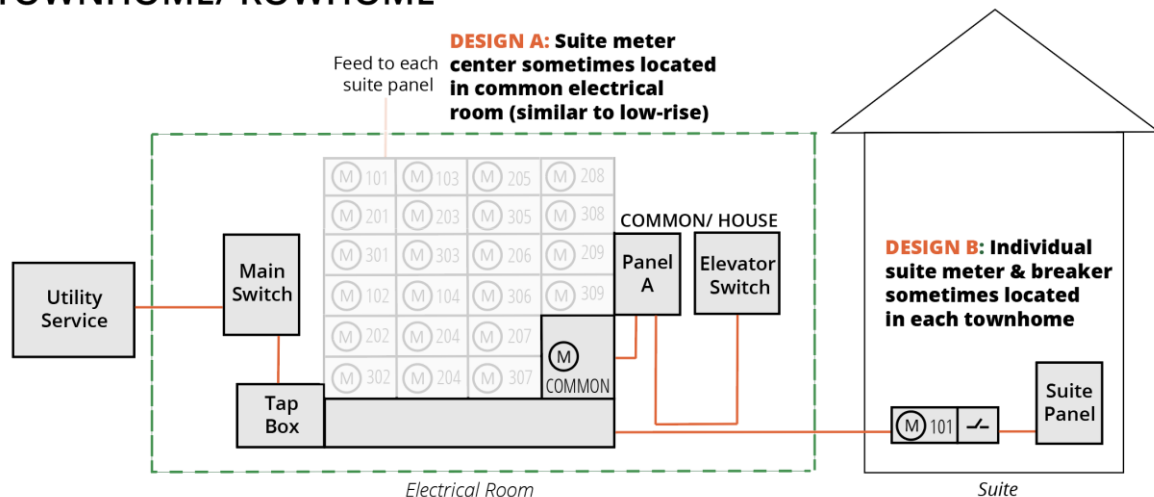 TOWNHOME/ ROWHOME
DESIGN A: Suite meter
center sometimes located
in common electrical
room (similar to low-rise)
Feed to each
suite panel
M 101 M 103 M 205 M 208
M 201 M 203 M 305 M 308
M 301 M 303 M 206 M 209
M 102 M 104 M 306 M 309
M 202 M 204 M 207
M 302 M 204 M 307
M
COMMON
COMMON/ HOUSE
Panel
A
Elevator
Switch
Main
Switch
Utility
Service
Tap
Box
Electrical Room
DESIGN B: Individual
suite meter & breaker
sometimes located
in each townhome
M 101
Suite
Panel
Suite